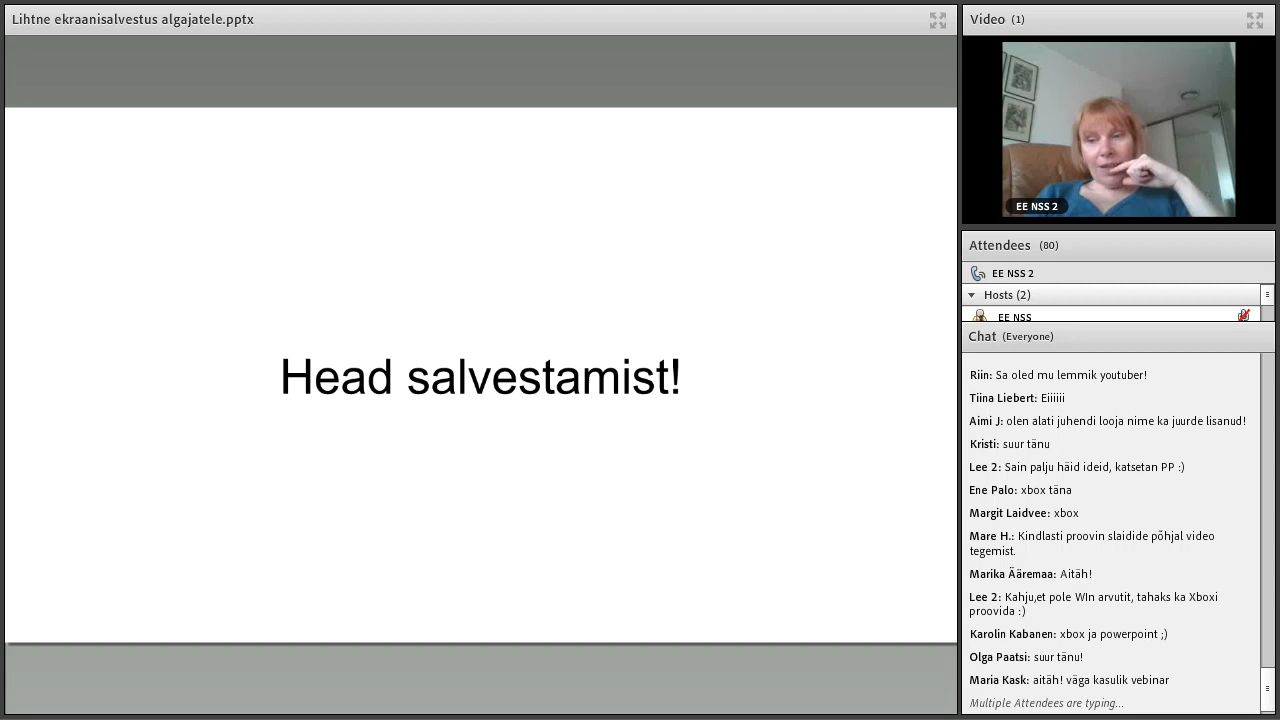 Lihtne ekraanisalvestus algajatele.pptx
Head salvestamist!
Video (1)
EE NSS 2
Attendees (80)
EE NSS 2
Hosts (2)
EE NSS
Chat (Everyone)
Riin: Sa oled mu lemmik youtuber!
Tiina Liebert: Eiiiiii
Aimi J: olen alati juhendi looja nime ka juurde lisanud!
Kristi: suur tänu
Lee 2: Sain palju häid ideid, katsetan PP :)
Ene Palo: xbox täna
Margit Laidvee: xbox
Mare H.: Kindlasti proovin slaidide põhjal video
tegemist.
Marika Ääremaa: Aitäh!
Lee 2: Kahju,et pole WIn arvutit, tahaks ka Xboxi
proovida :)
Karolin Kabanen: xbox ja powerpoint ;)
Olga Paatsi: suur tänu!
Maria Kask: aitäh! väga kasulik vebinar
Multiple Attendees are typing...